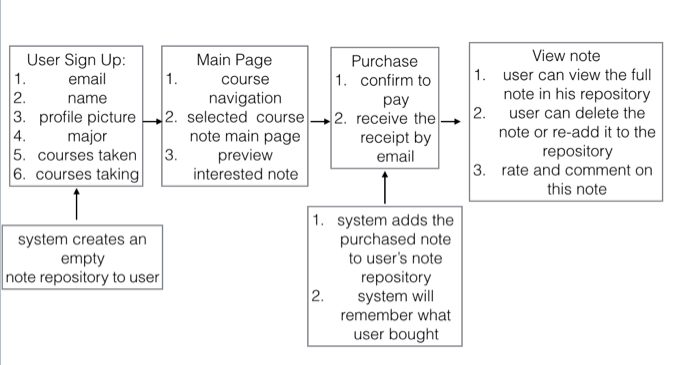 User Sign Up:
1. email
2. name
3. profile picture
4. major
5. courses taken
6. courses taking
Main Page
1. course
navigation
2. selected course
note main page
3. preview
interested note
Purchase
1. confirm to
pay
2. receive the
receipt by
email
View note
1. user can view the full
note in his repository
2. user can delete the
note or re-add it to the
repository
3. rate and comment on
this note
system creates an
empty
note repository to user
1. system adds the
purchased note
to user's note
repository
2. system will
remember what
user bought